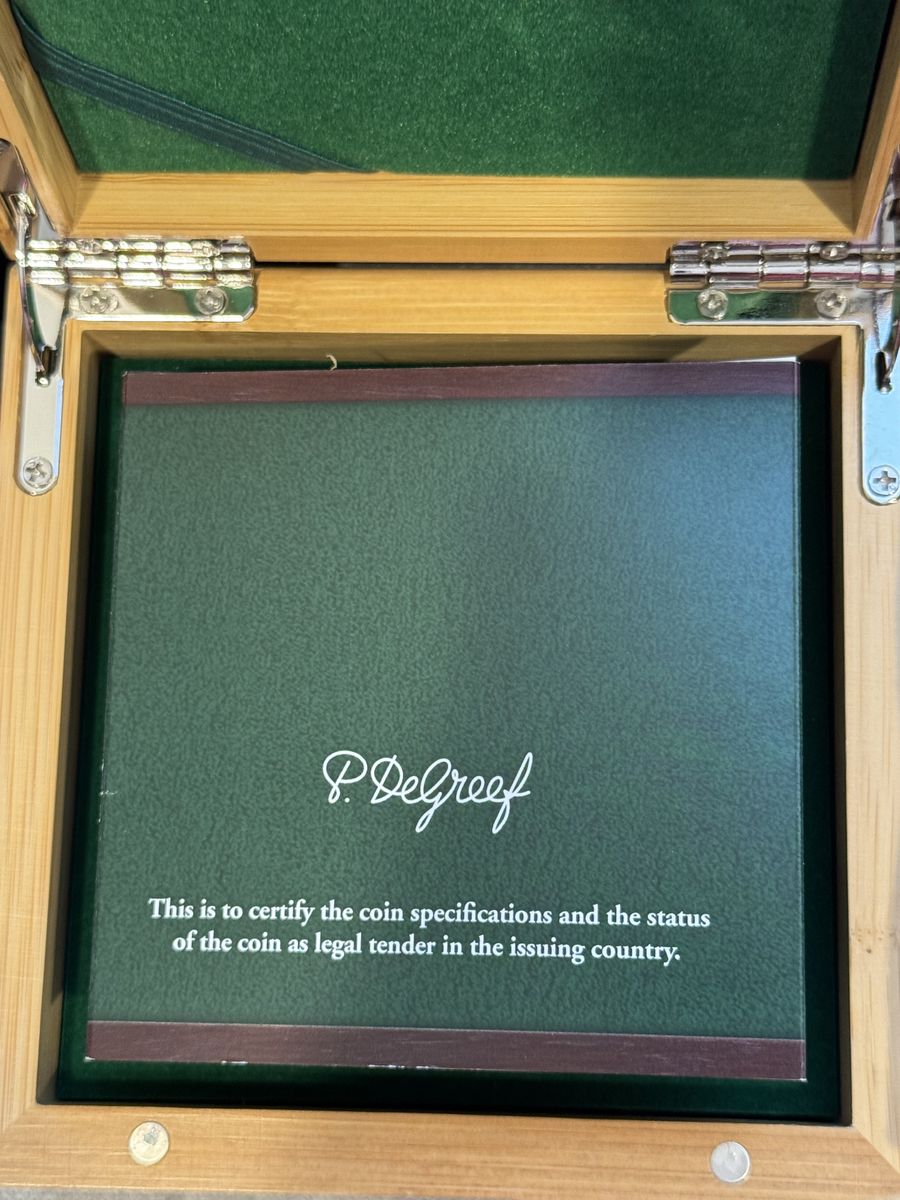 P. DeGreef
This is to certify the coin specifications and the status
of the coin as legal tender in the issuing country.